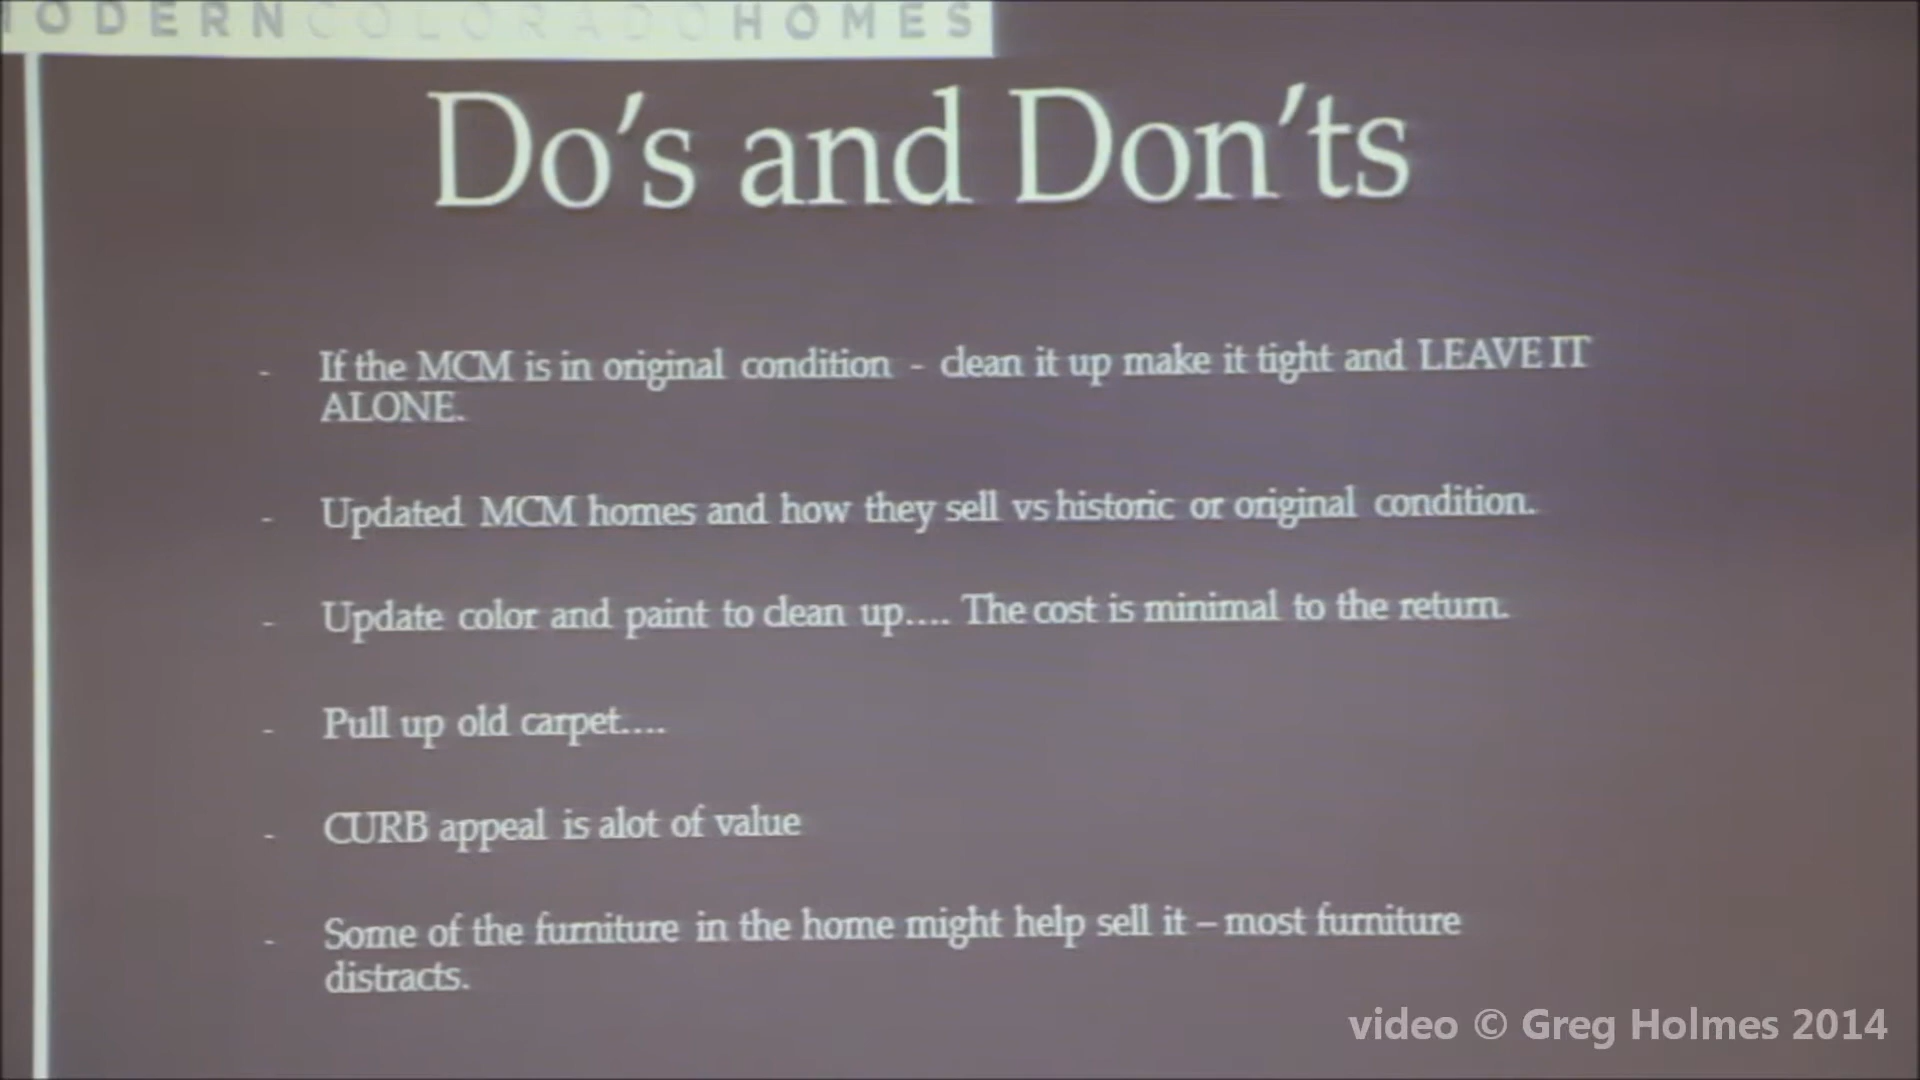 ODERNCOLORADOHOMES
Do's and Don'ts
- If the MCM is in original condition - clean it up make it tight and LEAVE IT
ALONE.
- Updated MCM homes and how they sell vs historic or original condition.
- Update color and paint to clean up.... The cost is minimal to the return.
- Pull up old carpet....
- CURB appeal is alot of value
- Some of the furniture in the home might help sell it – most furniture
distracts.
video © Greg Holmes 2014